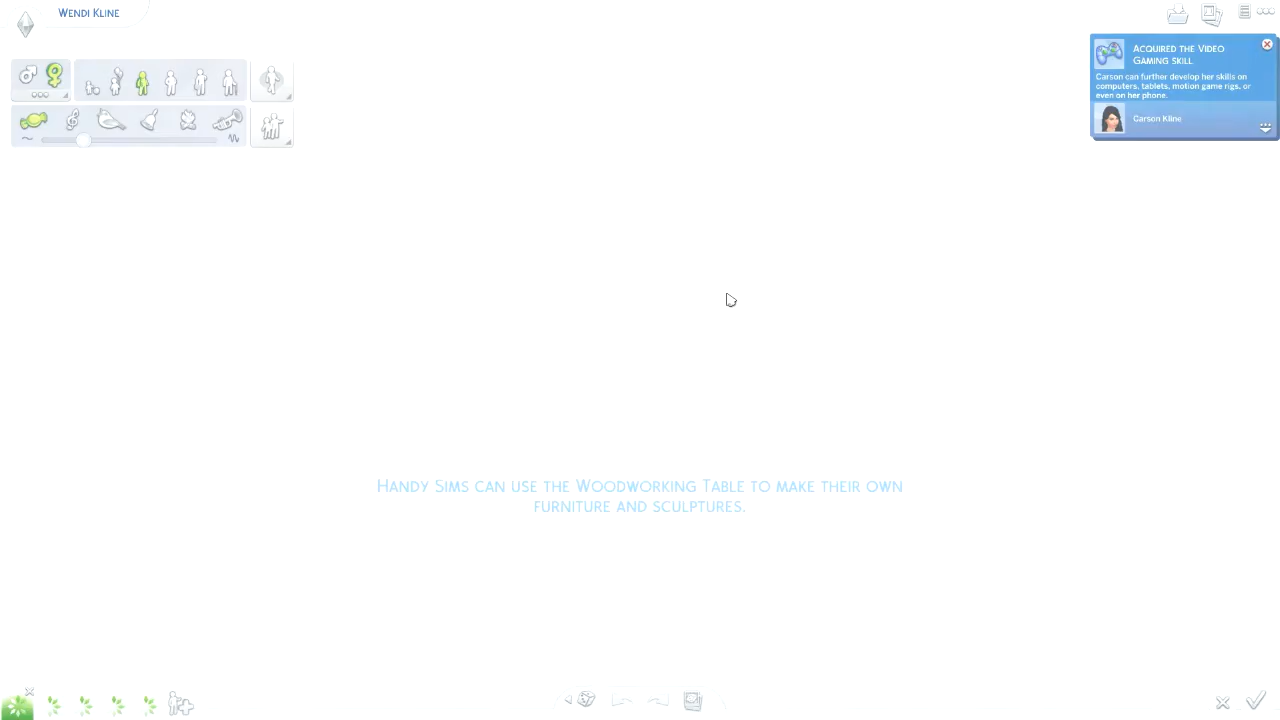 WENDI KLINE
ACQUIRED THE VIDEO
GAMING SKILL
Carson can further develop her skills on
computers, tablets, motion game rigs, or
even on her phone.
Carson Kline
HANDY SIMS CAN USE THE WOODWORKING TABLE TO MAKE THEIR OWN
FURNITURE AND SCULPTURES.